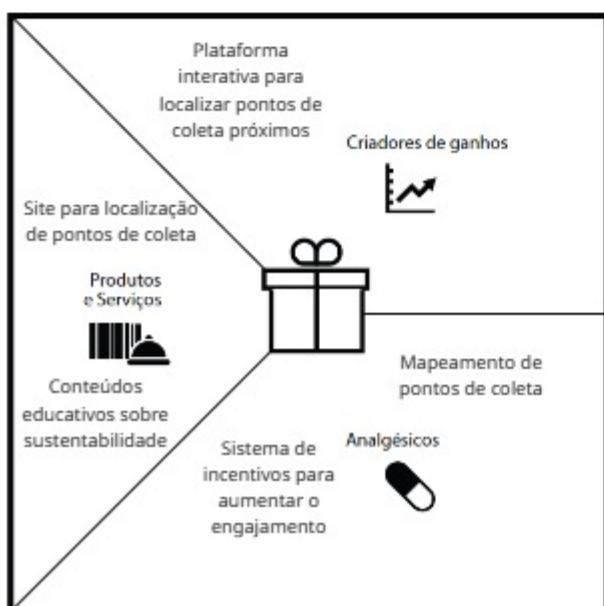 Plataforma
interativa para
localizar pontos de
coleta próximos
Criadores de ganhos
Site para localização
de pontos de coleta
Produtos
e Serviços
Conteúdos
educativos sobre
sustentabilidade
Mapeamento de
pontos de coleta
Analgésicos
Sistema de
incentivos para
aumentar o
engajamento